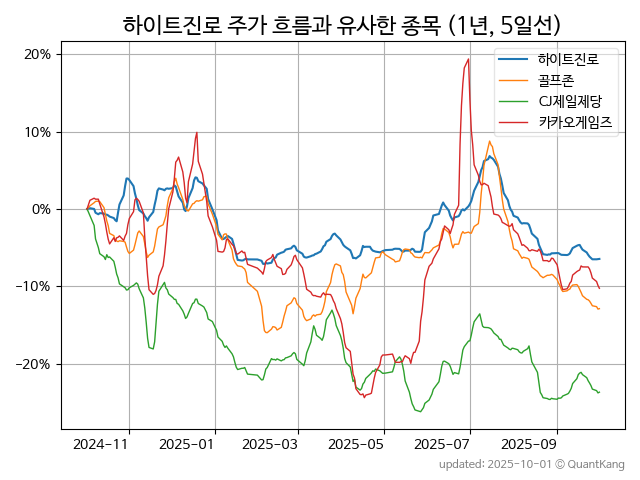 하이트진로 주가 흐름과 유사한 종목 (1년, 5일선)
하이트진로
골프존
CJ제일제당
카카오게임즈
20%
10%
0%
−10%
−20%
2024-11 2025-01 2025-03 2025-05 2025-07 2025-09
updated: 2025-10-01 © QuantKang